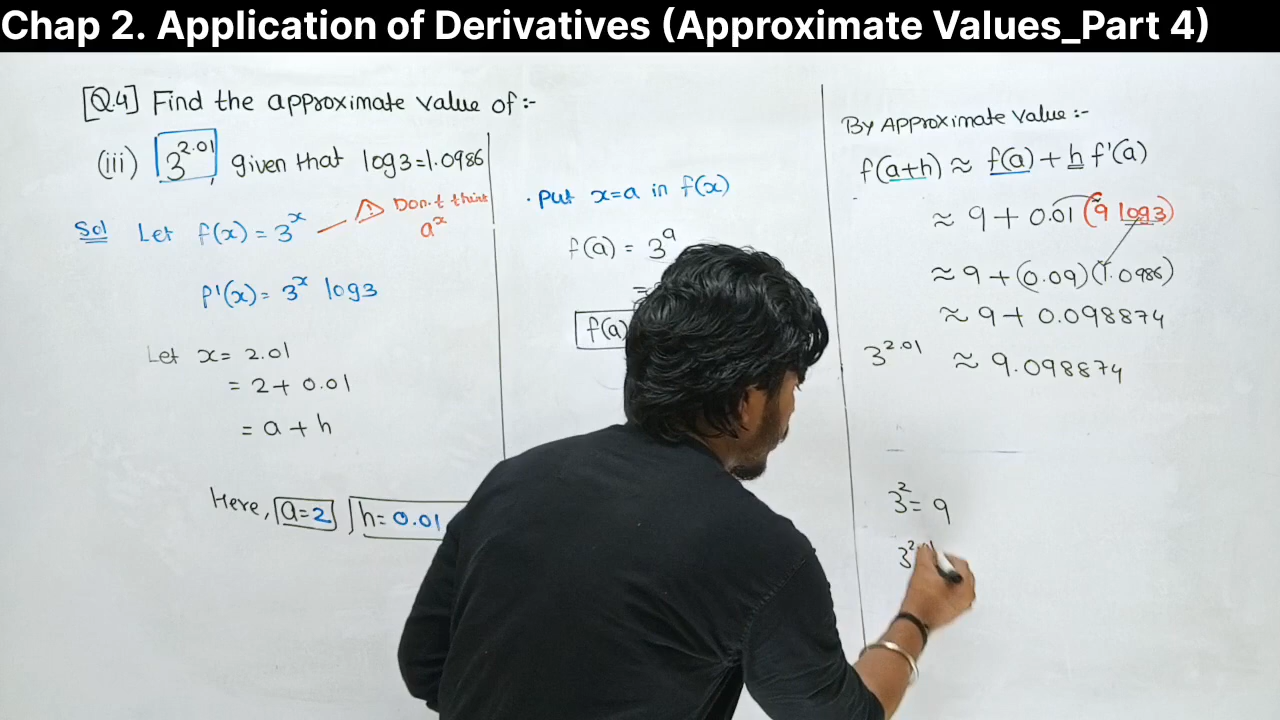 Chap 2. Application of Derivatives (Approximate Values_Part 4)
[Q.4] Find the approximate value of :-
(iii) 3^2.01, given that log3=1.0986
Sol Let f(x) = 3^x
⚠ Don't think a^x
f'(x) = 3^x log3
Let x = 2.01
= 2 + 0.01
= a + h
Here, a=2 h= 0.01
• Put x=a in f(x)
f(a) = 3^a
=
f(a)
By Approximate Value :-
f(a+h) ≈ f(a) + h f'(a)
≈ 9 + 0.01 (9 log3)
≈ 9 + (0.09)(1.0986)
≈ 9 + 0.098874
3^2.01 ≈ 9.098874
3^2 = 9
3^2.01